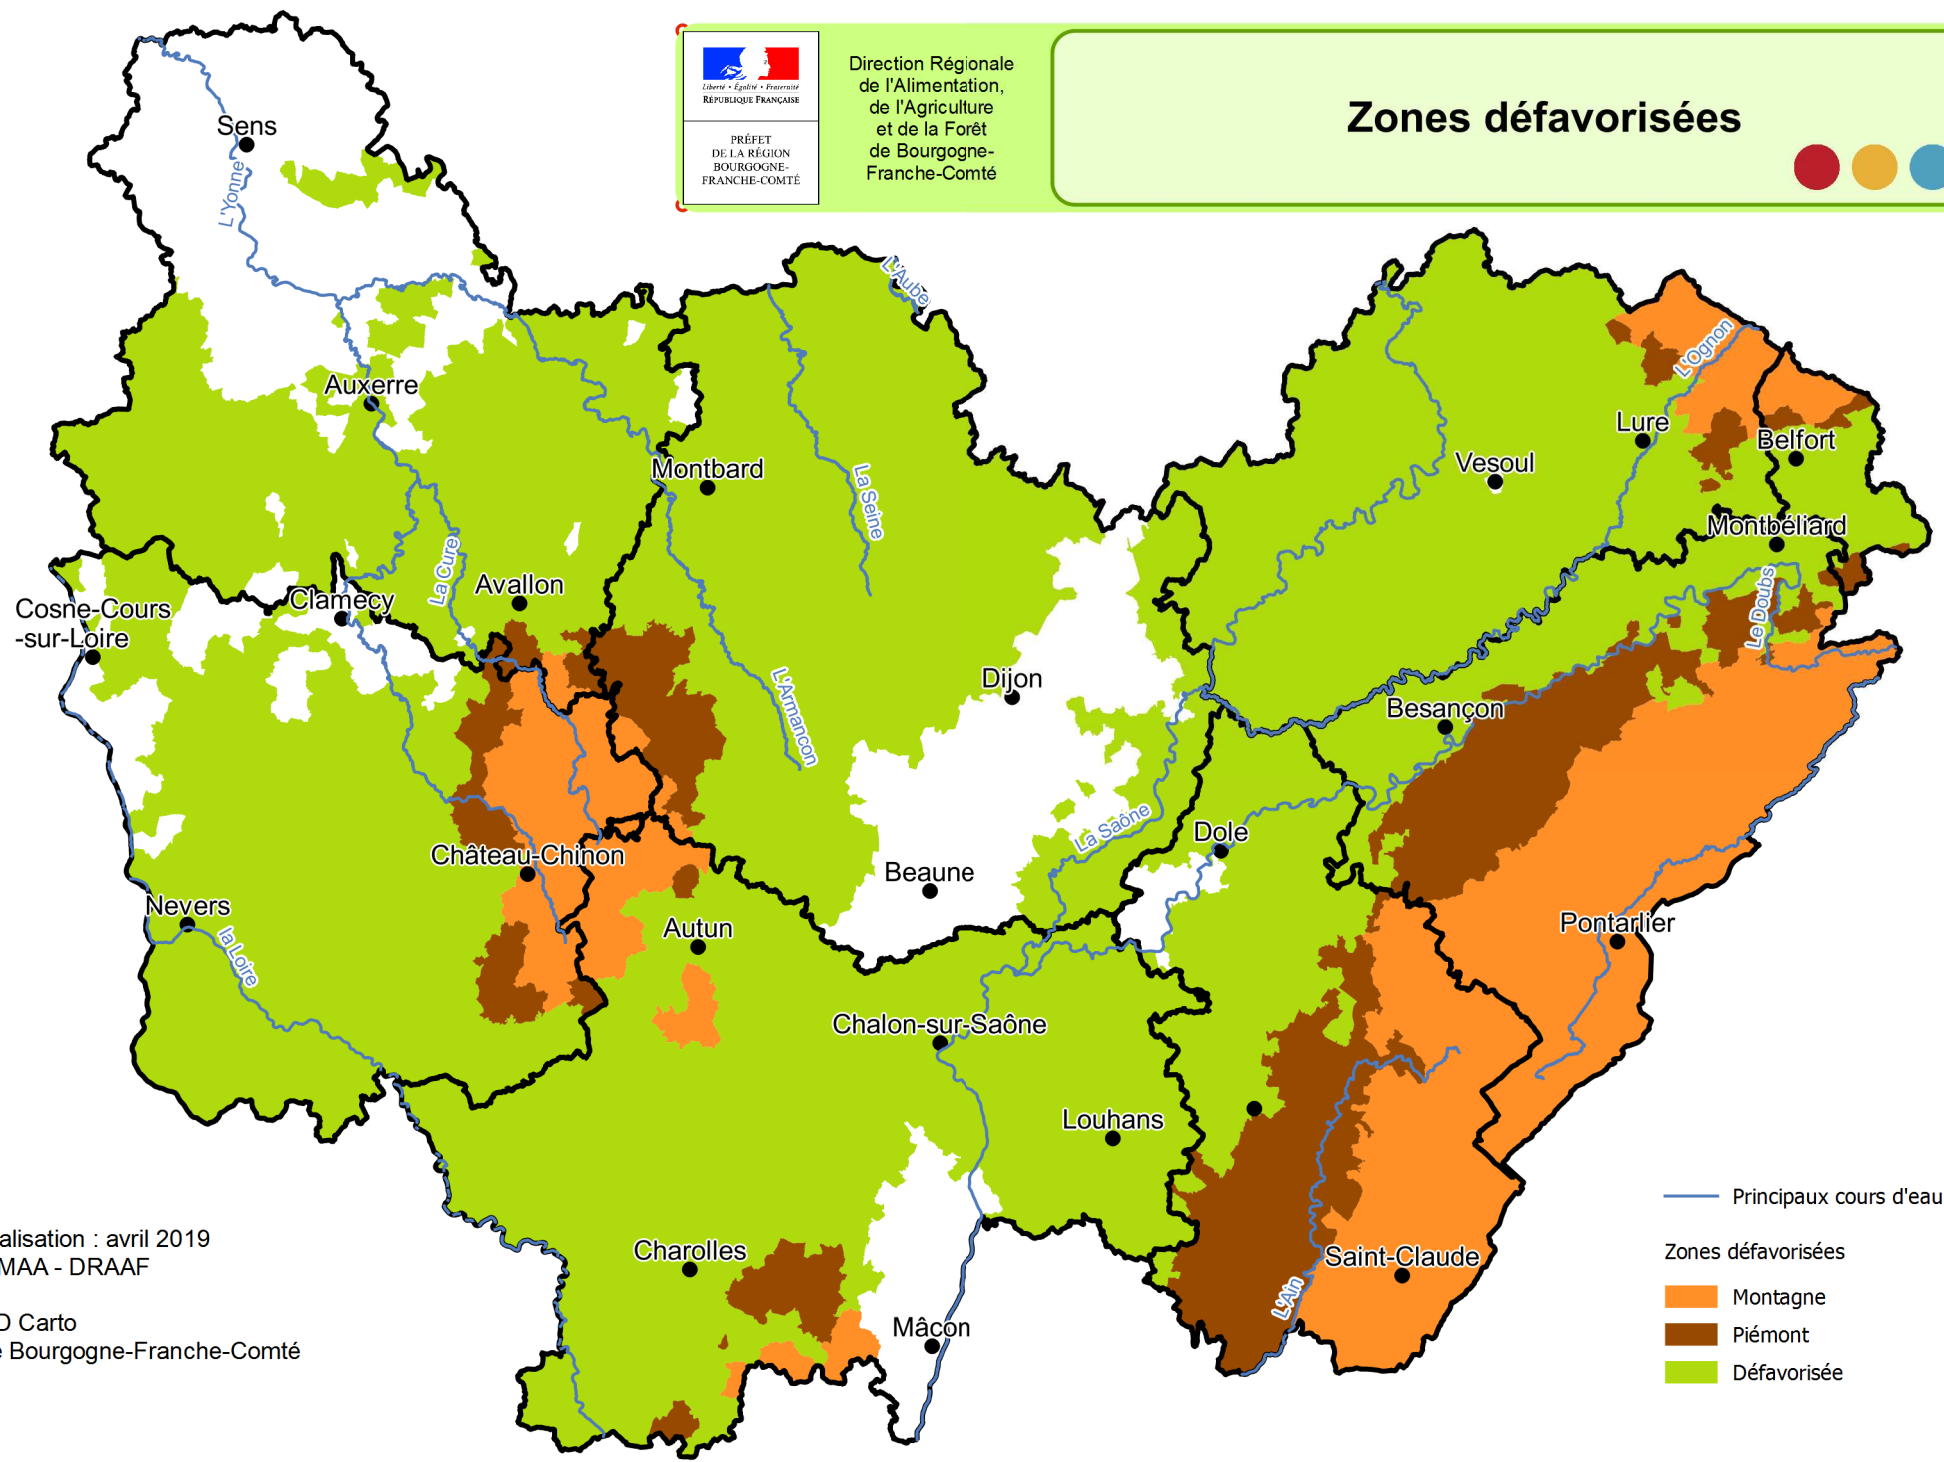 Liberté • Égalité • Fraternité
RÉPUBLIQUE FRANÇAISE
PRÉFET
DE LA RÉGION
BOURGOGNE-
FRANCHE-COMTÉ
Direction Régionale
de l'Alimentation,
de l'Agriculture
et de la Forêt
de Bourgogne-
Franche-Comté
Zones défavorisées
Sens
L'Yonne
L'Aube
L'Ognon
Auxerre
Lure
Belfort
Montbard
Vesoul
La Seine
Montbéliard
La Cure
Avallon
Clamecy
Cosne-Cours
-sur-Loire
Le Doubs
Dijon
L'Armançon
Besançon
La Saône
Dole
Château-Chinon
Beaune
Nevers
Autun
Pontarlier
la Loire
Chalon-sur-Saône
Louhans
Charolles
Saint-Claude
L'Ain
Mâcon
alisation : avril 2019
MAA - DRAAF
D Carto
e Bourgogne-Franche-Comté
Principaux cours d'eau
Zones défavorisées
Montagne
Piémont
Défavorisée